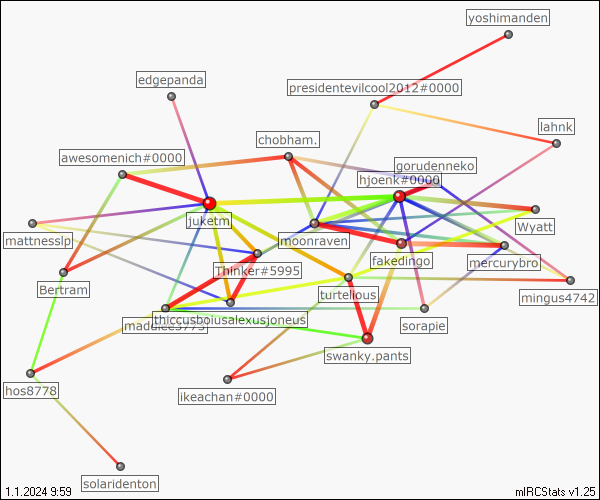 yoshimanden
edgepanda
presidentevilcool2012#0000
lahnk
chobham.
awesomenich#0000
gorudenneko
hjoenk#0000
juketm
Wyatt
mattnesslp
moonraven
fakedingo
mercurybro
Thinker#5995
Bertram
turtelious
mingus4742
thiccusboiusalexusjoneus
sorapie
swanky.pants
hos8778
ikeachan#0000
solaridenton
1.1.2024 9:59
mIRCStats v1.25